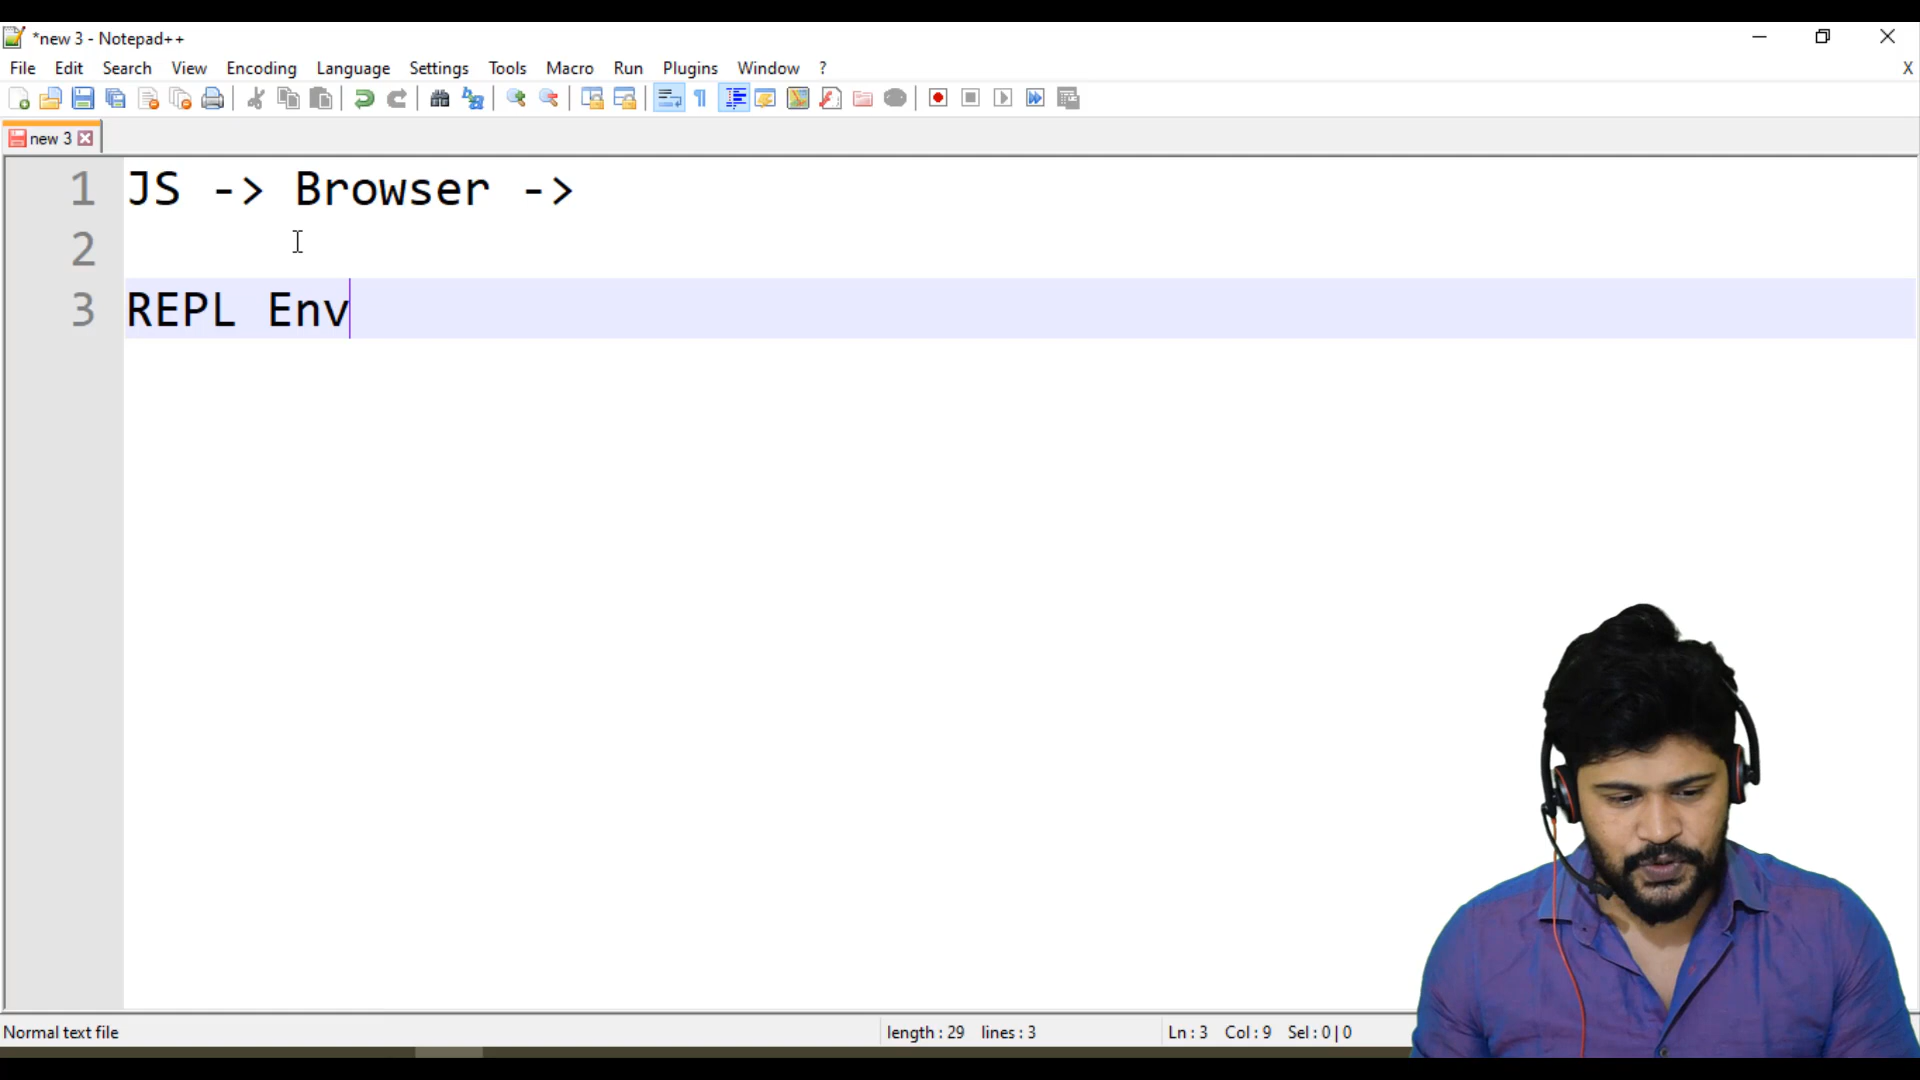 *new 3 - Notepad++
File Edit Search View Encoding Language Settings Tools Macro Run Plugins Window ? X
new 3
1 JS -> Browser ->
2
3 REPL Env
Normal text file length : 29 lines : 3 Ln : 3 Col : 9 Sel : 0 | 0